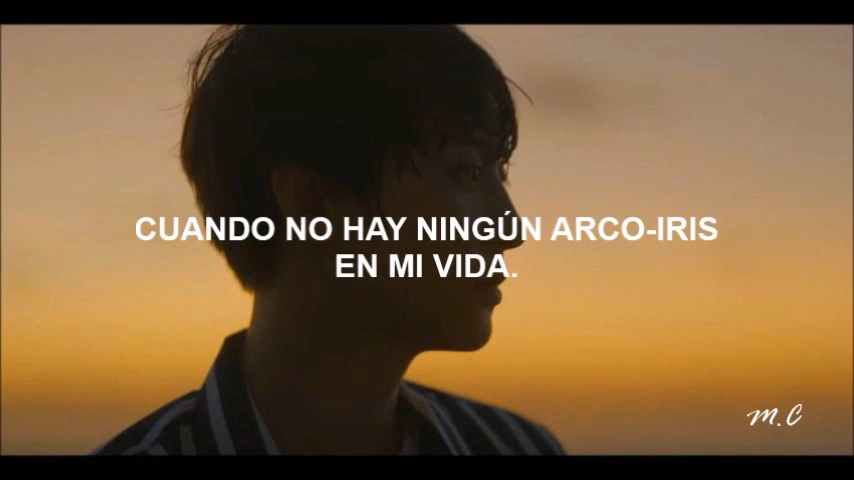 CUANDO NO HAY NINGÚN ARCO-IRIS
EN MI VIDA.
M.C